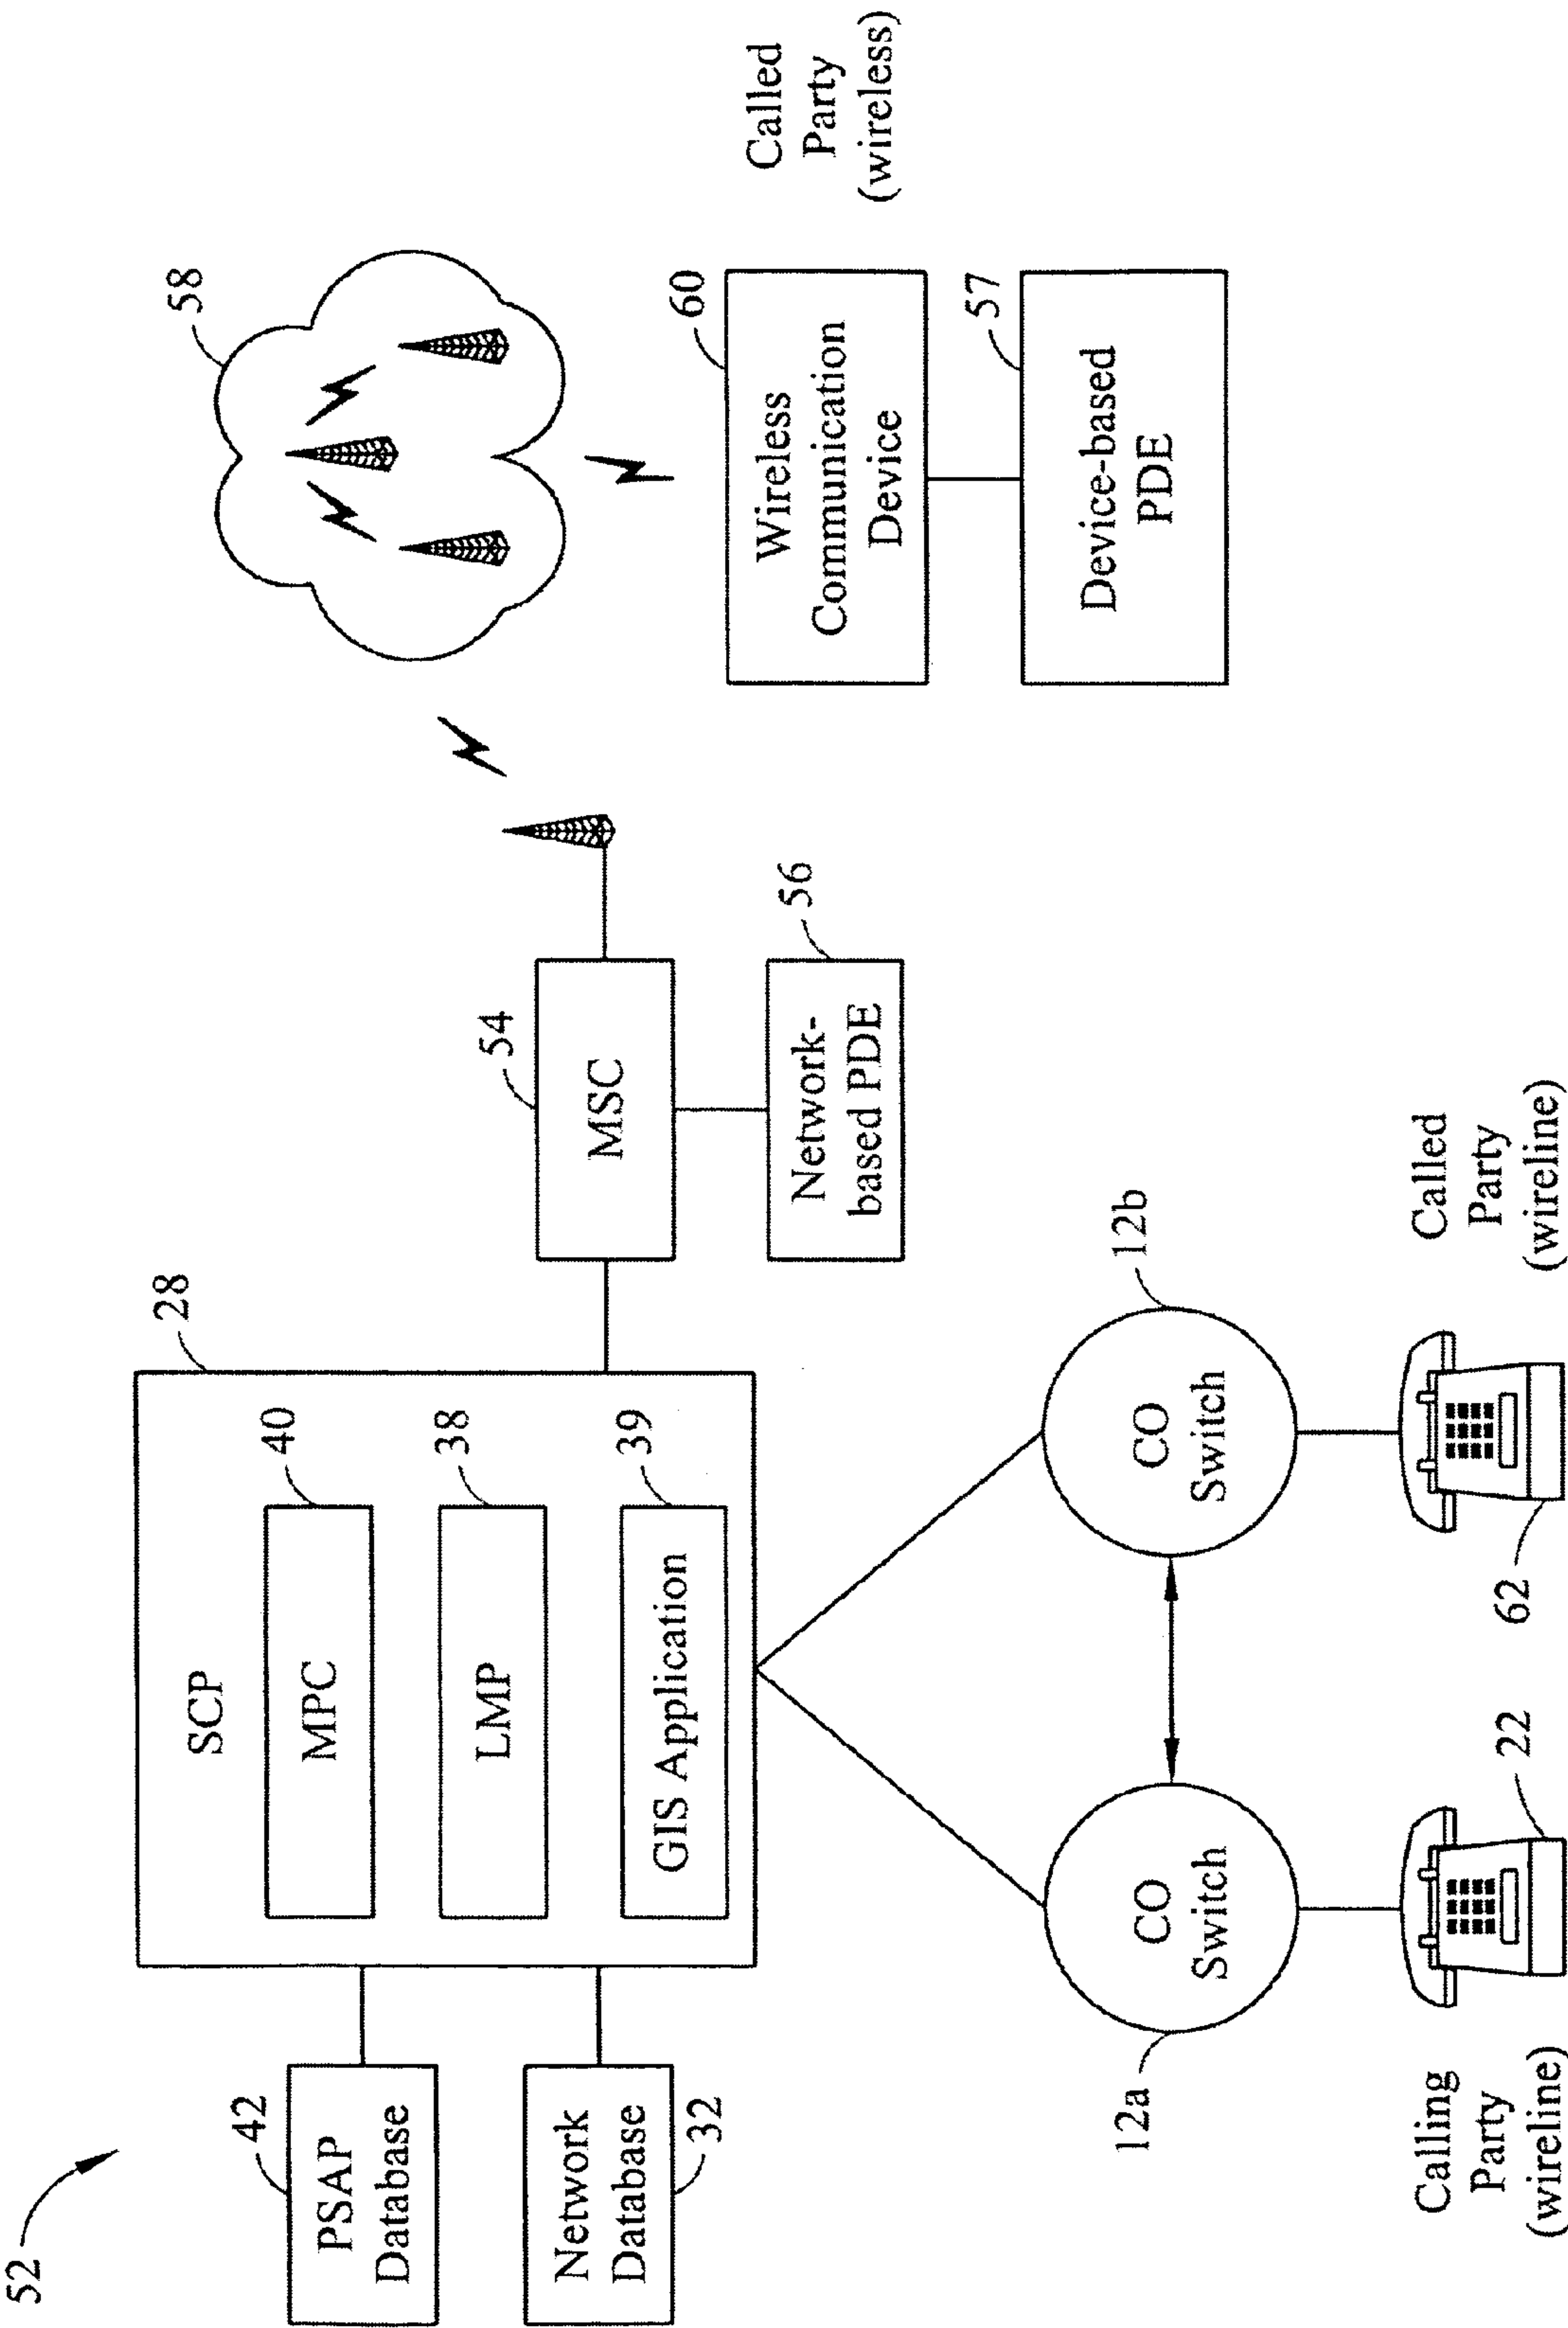 52
42
PSAP
Database
Network
Database
32
28
SCP
40
MPC
38
LMP
39
GIS Application
54
MSC
56
Network-
based PDE
58
60
Wireless
Communication
Device
57
Device-based
PDE
Called
Party
(wireless)
12a
CO
Switch
12b
CO
Switch
Calling
Party
(wireline)
22
62
Called
Party
(wireline)